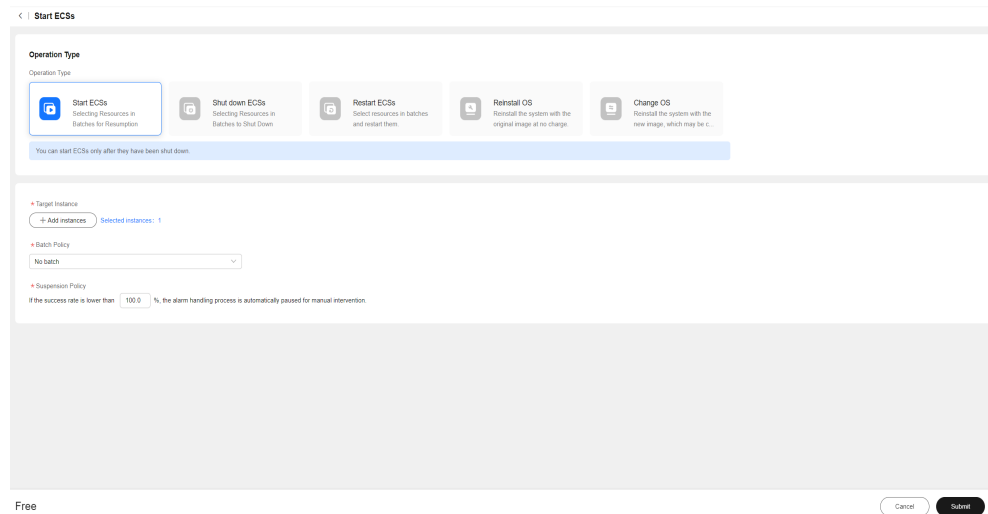 Start ECSs
Operation Type
Operation Type
Start ECSs
Selecting Resources in
Batches for Resumption
Shut down ECSs
Selecting Resources in
Batches to Shut Down
Restart ECSs
Select resources in batches
and restart them.
Reinstall OS
Reinstall the system with the
original image at no charge.
Change OS
Reinstall the system with the
new image, which may be c...
You can start ECSs only after they have been shut down.
* Target Instance
+ Add instances Selected instances: 1
* Batch Policy
No batch
* Suspension Policy
If the success rate is lower than 100.0 %, the alarm handling process is automatically paused for manual intervention.
Free
Cancel Submit